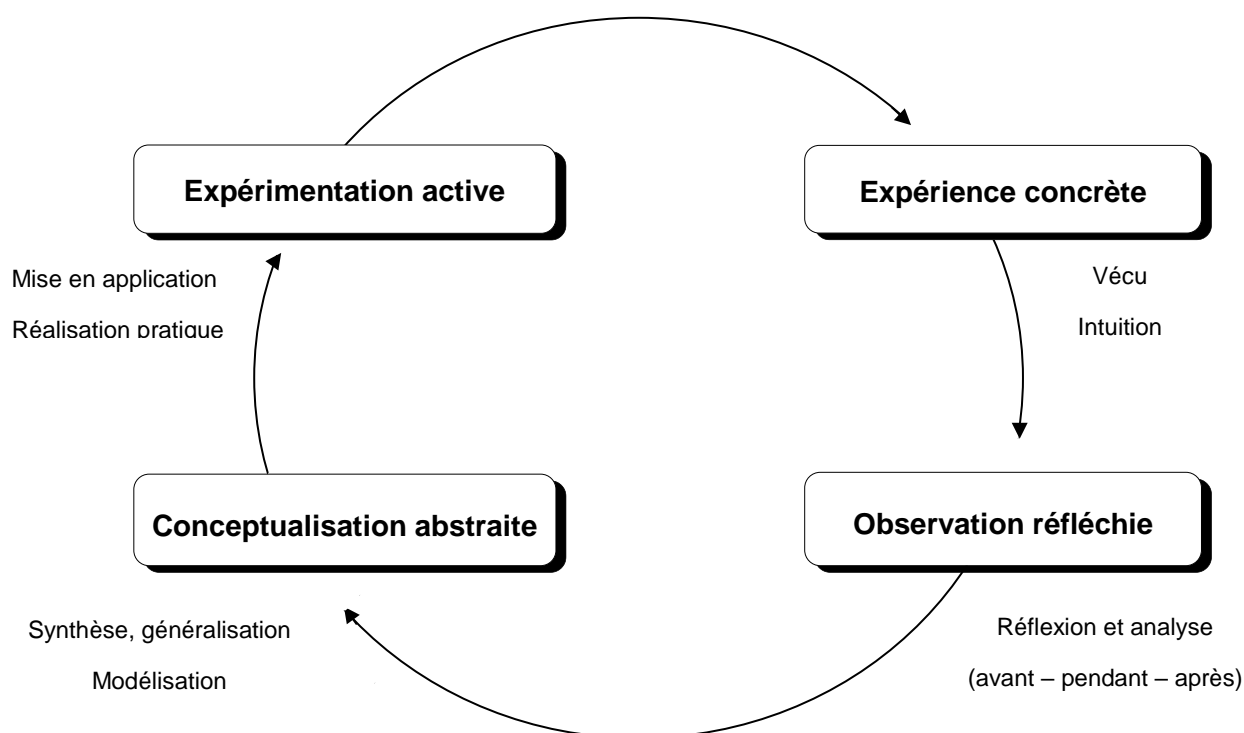 Expérimentation active
Expérience concrète
Mise en application
Réalisation pratique
Vécu
Intuition
Conceptualisation abstraite
Observation réfléchie
Synthèse, généralisation
Modélisation
Réflexion et analyse
(avant – pendant – après)